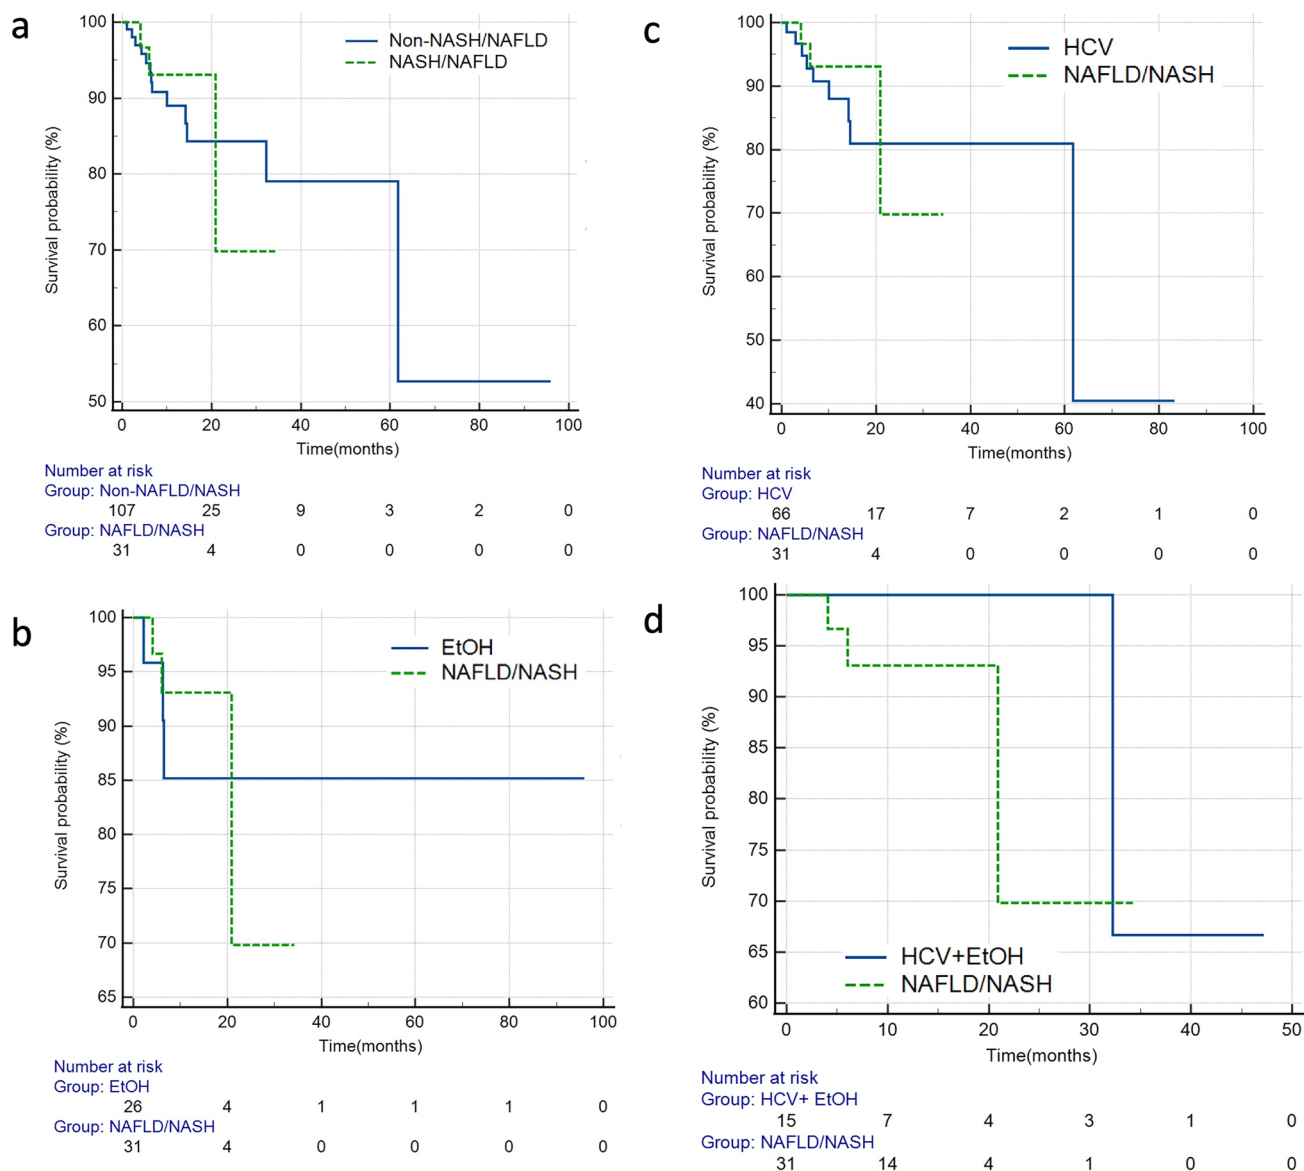 a
100
90
80
70
60
50
Survival probability (%)
Non-NASH/NAFLD
NASH/NAFLD
0 20 40 60 80 100
Time(months)
Number at risk
Group: Non-NAFLD/NASH
107 25 9 3 2 0
Group: NAFLD/NASH
31 4 0 0 0 0
b
100
95
90
85
80
75
70
65
Survival probability (%)
EtOH
NAFLD/NASH
0 20 40 60 80 100
Time(months)
Number at risk
Group: EtOH
26 4 1 1 1 0
Group: NAFLD/NASH
31 4 0 0 0 0
c
100
90
80
70
60
50
40
Survival probability (%)
HCV
NAFLD/NASH
0 20 40 60 80 100
Time(months)
Number at risk
Group: HCV
66 17 7 2 1 0
Group: NAFLD/NASH
31 4 0 0 0 0
d
100
95
90
85
80
75
70
65
60
Survival probability (%)
HCV+EtOH
NAFLD/NASH
0 10 20 30 40 50
Time(months)
Number at risk
Group: HCV+ EtOH
15 7 4 3 1 0
Group: NAFLD/NASH
31 14 4 1 0 0